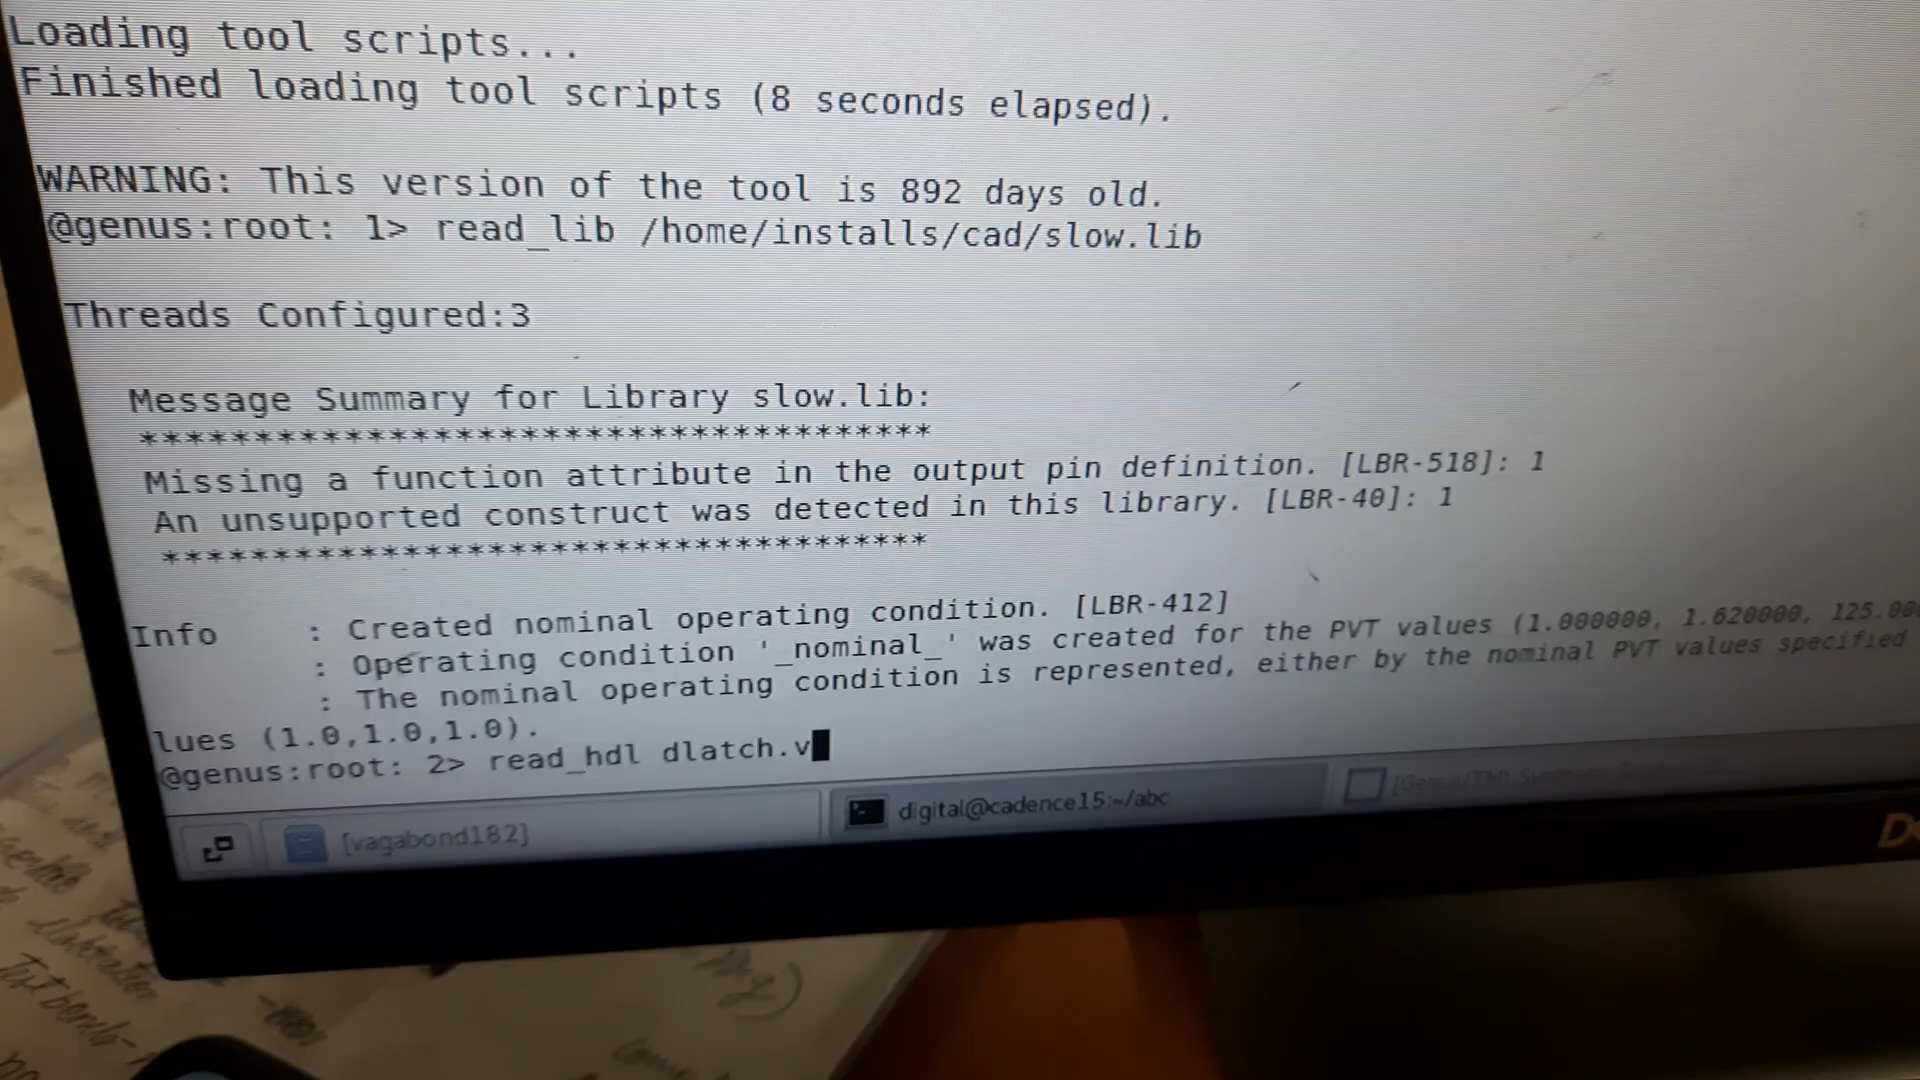 Loading tool scripts...
Finished loading tool scripts (8 seconds elapsed).
WARNING: This version of the tool is 892 days old.
@genus:root: 1> read_lib /home/installs/cad/slow.lib
Threads Configured:3
Message Summary for Library slow.lib:
************************************
Missing a function attribute in the output pin definition. [LBR-518]: 1
An unsupported construct was detected in this library. [LBR-40]: 1
************************************
Info : Created nominal operating condition. [LBR-412]
: Operating condition '_nominal_' was created for the PVT values (1.000000, 1.620000, 125.00
: The nominal operating condition is represented, either by the nominal PVT values specified
lues (1.0,1.0,1.0).
@genus:root: 2> read_hdl dlatch.v
[vagabond182]
digital@cadence15:~/abc
[Genus(TM) Synthesis